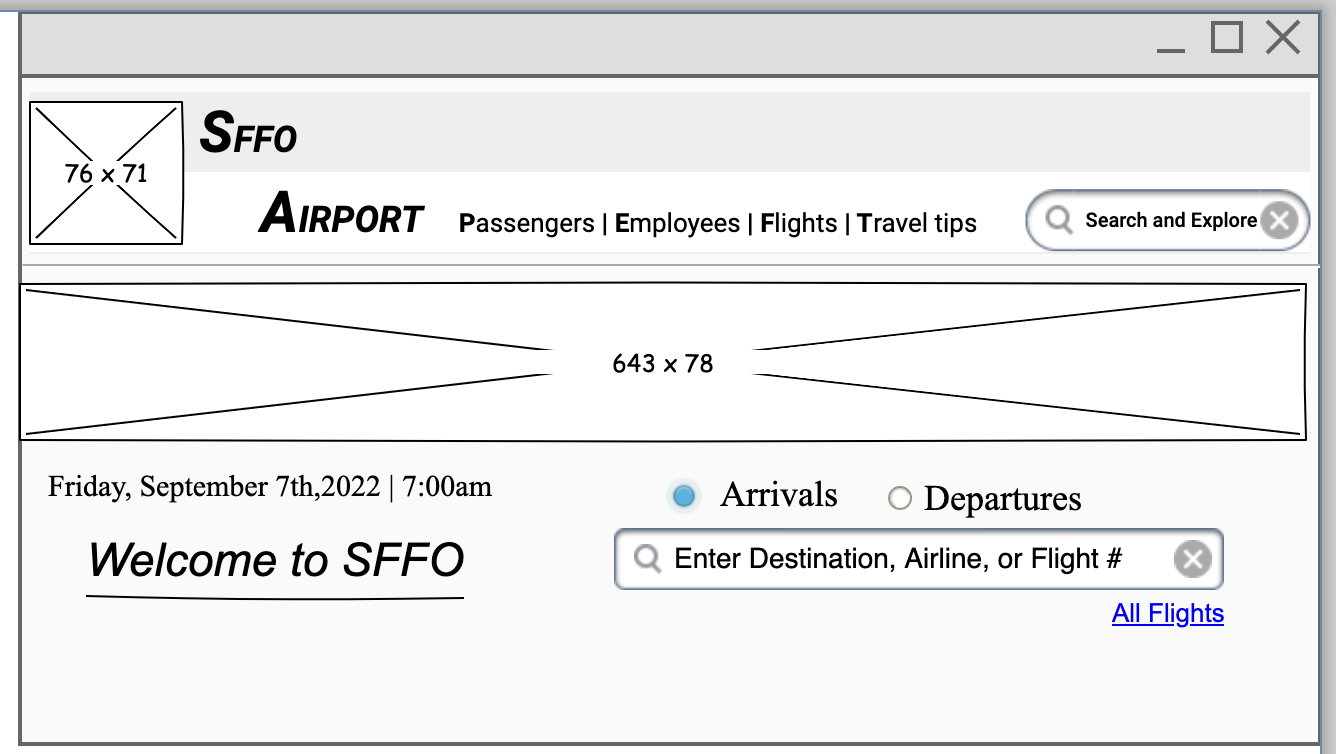 76 x 71
SFFO
AIRPORT
Passengers | Employees | Flights | Travel tips
Search and Explore
643 x 78
Friday, September 7th,2022 | 7:00am
Arrivals
Departures
Welcome to SFFO
Enter Destination, Airline, or Flight #
All Flights